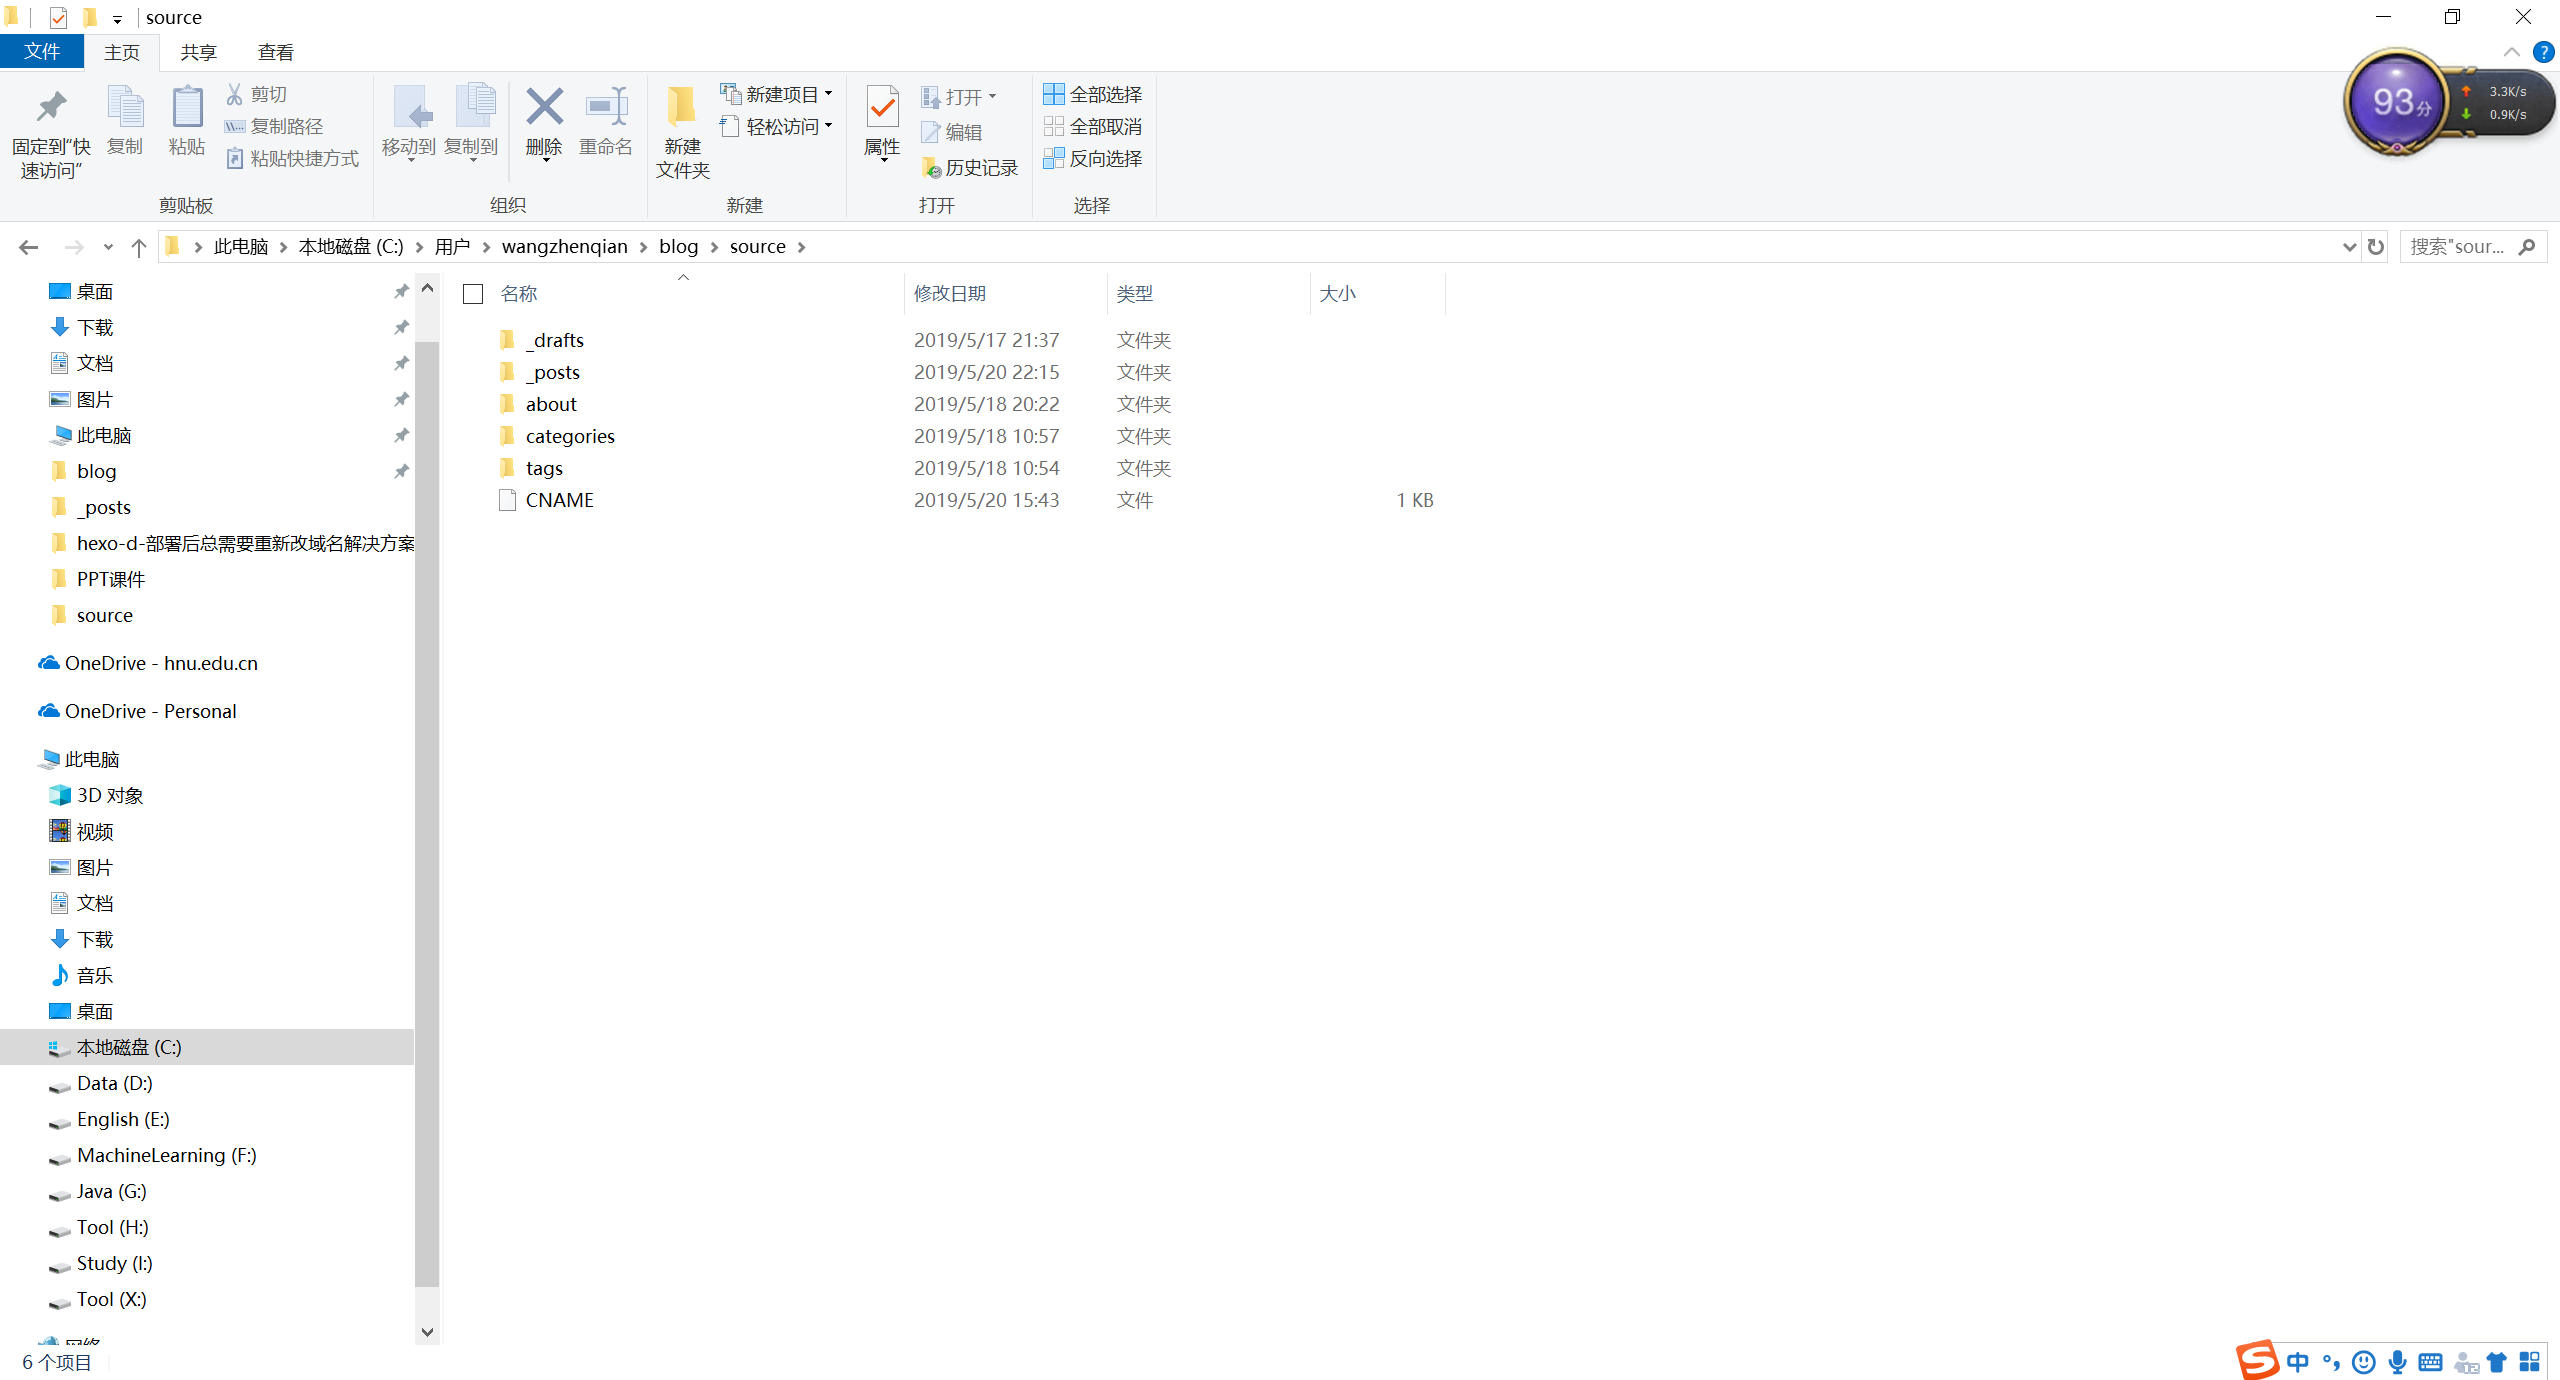 source
文件 主页 共享 查看
固定到"快速访问" 复制 粘贴 剪切 复制路径 粘贴快捷方式
移动到 复制到 删除 重命名
新建文件夹 新建项目 轻松访问
属性 打开 编辑 历史记录
全部选择 全部取消 反向选择
剪贴板 组织 新建 打开 选择
93分 3.3K/s
0.9K/s
此电脑 本地磁盘 (C:) 用户 wangzhenqian blog source
搜索"sour...
桌面
下载
文档
图片
此电脑
blog
_posts
hexo-d-部署后总需要重新改域名解决方案
PPT课件
source
OneDrive - hnu.edu.cn
OneDrive - Personal
此电脑
3D 对象
视频
图片
文档
下载
音乐
桌面
本地磁盘 (C:)
Data (D:)
English (E:)
MachineLearning (F:)
Java (G:)
Tool (H:)
Study (I:)
Tool (X:)
网络
名称 修改日期 类型 大小
_drafts 2019/5/17 21:37 文件夹
_posts 2019/5/20 22:15 文件夹
about 2019/5/18 20:22 文件夹
categories 2019/5/18 10:57 文件夹
tags 2019/5/18 10:54 文件夹
CNAME 2019/5/20 15:43 文件 1 KB
6 个项目
中